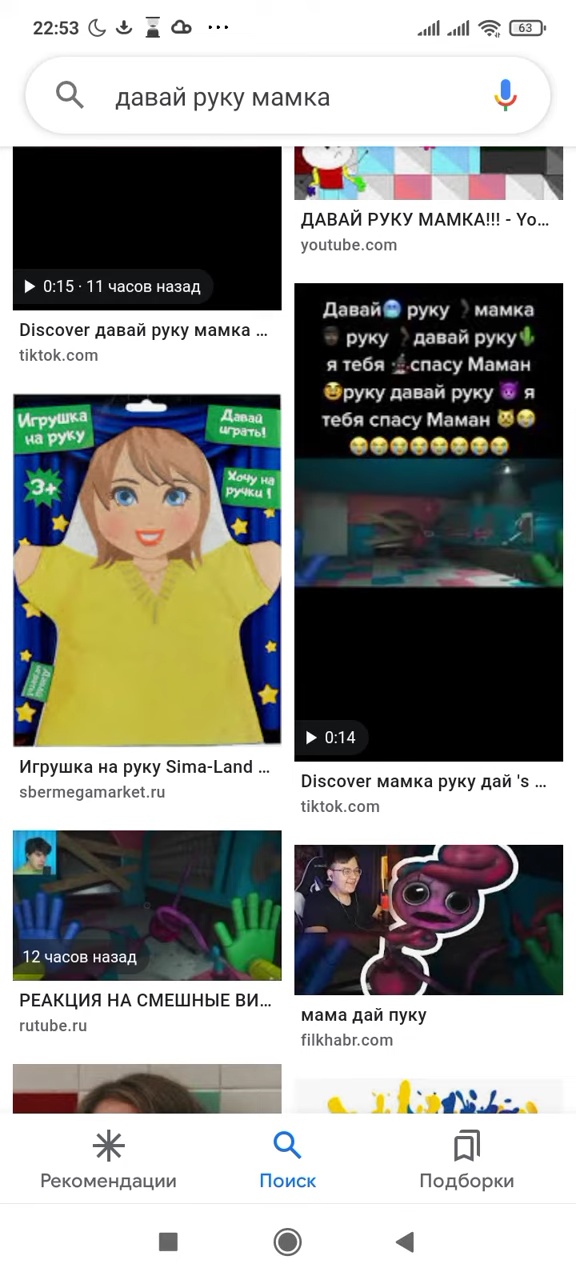 22:53
63
давай руку мамка
0:15 · 11 часов назад
Discover давай руку мамка ...
tiktok.com
ДАВАЙ РУКУ МАМКА!!! - Yo...
youtube.com
Давай руку мамка
руку давай руку
я тебя спасу Маман
руку давай руку я
тебя спасу Маман
0:14
Discover мамка руку дай 's ...
tiktok.com
Игрушка
на руку
Давай
играть!
3+
Хочу на
ручки !
Игрушка на руку Sima-Land ...
sbermegamarket.ru
12 часов назад
РЕАКЦИЯ НА СМЕШНЫЕ ВИ...
rutube.ru
мама дай пуку
filkhabr.com
Рекомендации
Поиск
Подборки